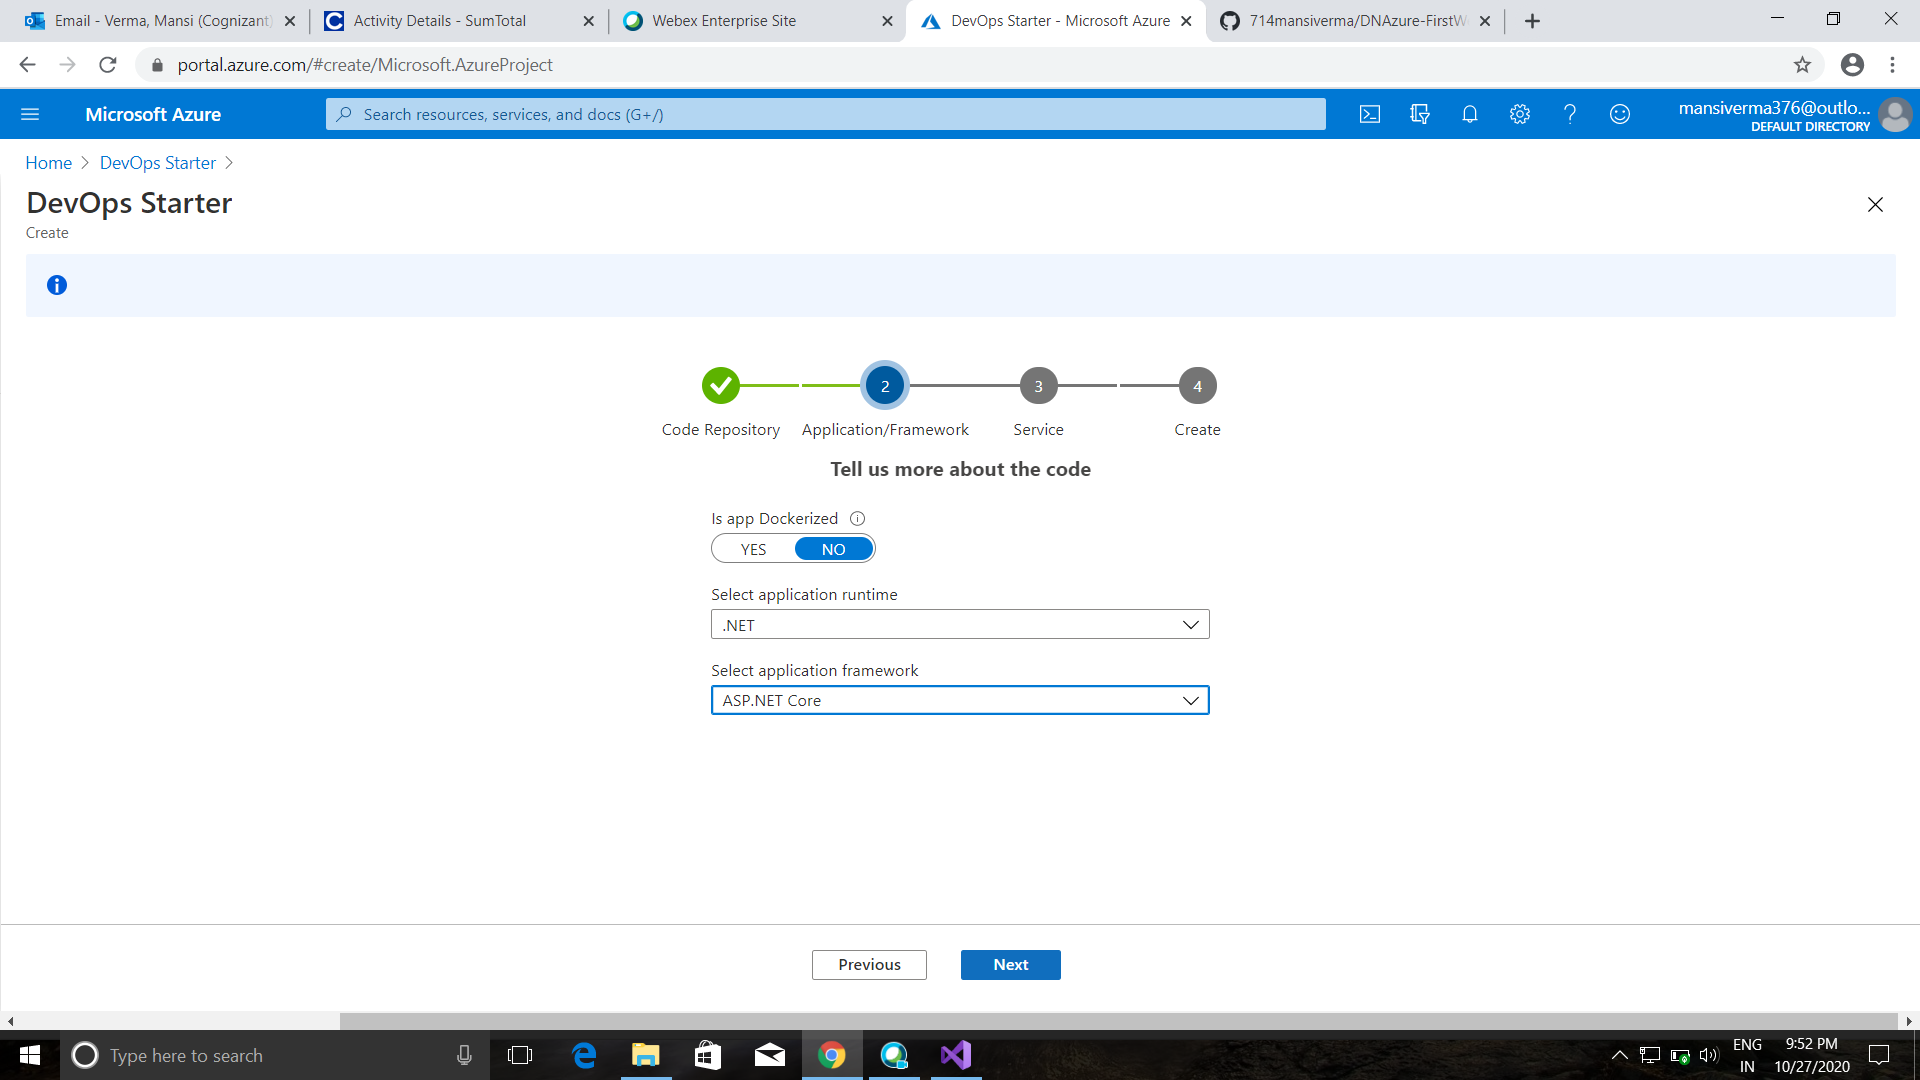 Email - Verma, Mansi (Cognizant)
Activity Details - SumTotal
Webex Enterprise Site
DevOps Starter - Microsoft Azure
714mansiverma/DNAzure-FirstW
portal.azure.com/#create/Microsoft.AzureProject
Microsoft Azure
Search resources, services, and docs (G+/)
mansiverma376@outlo...
DEFAULT DIRECTORY
Home > DevOps Starter >
DevOps Starter
Create
2
3
4
Code Repository
Application/Framework
Service
Create
Tell us more about the code
Is app Dockerized
YES
NO
Select application runtime
.NET
Select application framework
ASP.NET Core
Previous
Next
Type here to search
ENG
IN
9:52 PM
10/27/2020